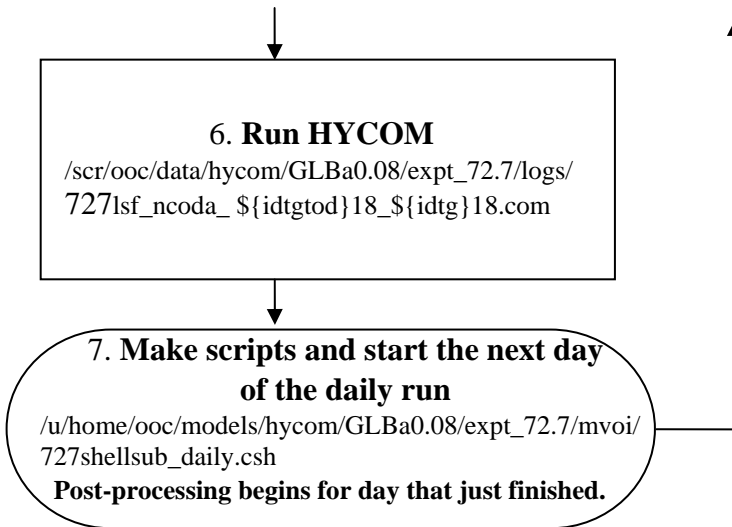 6. Run HYCOM
/scr/ooc/data/hycom/GLBa0.08/expt_72.7/logs/
727lsf_ncoda_ ${idtgtod}18_${idtg}18.com
7. Make scripts and start the next day
of the daily run
/u/home/ooc/models/hycom/GLBa0.08/expt_72.7/mvoi/
727shellsub_daily.csh
Post-processing begins for day that just finished.